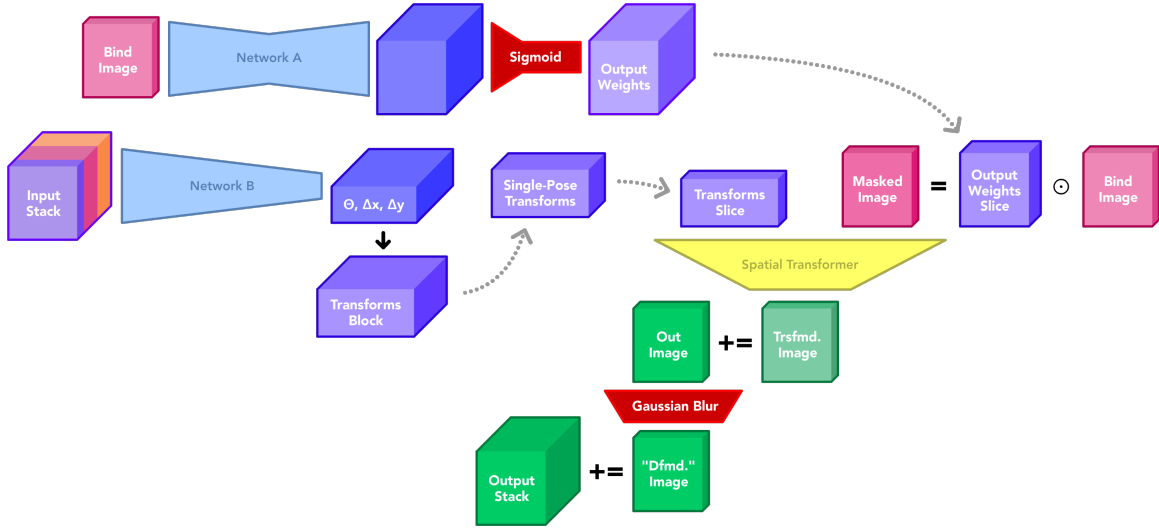 Bind
Image
Network A
Sigmoid
Output
Weights
Input
Stack
Network B
Θ, Δx, Δy
Single-Pose
Transforms
Transforms
Slice
Masked
Image
=
Output
Weights
Slice
⊙
Bind
Image
Transforms
Block
Spatial Transformer
Out
Image
+=
Trsfmd.
Image
Gaussian Blur
Output
Stack
+=
"Dfmd."
Image